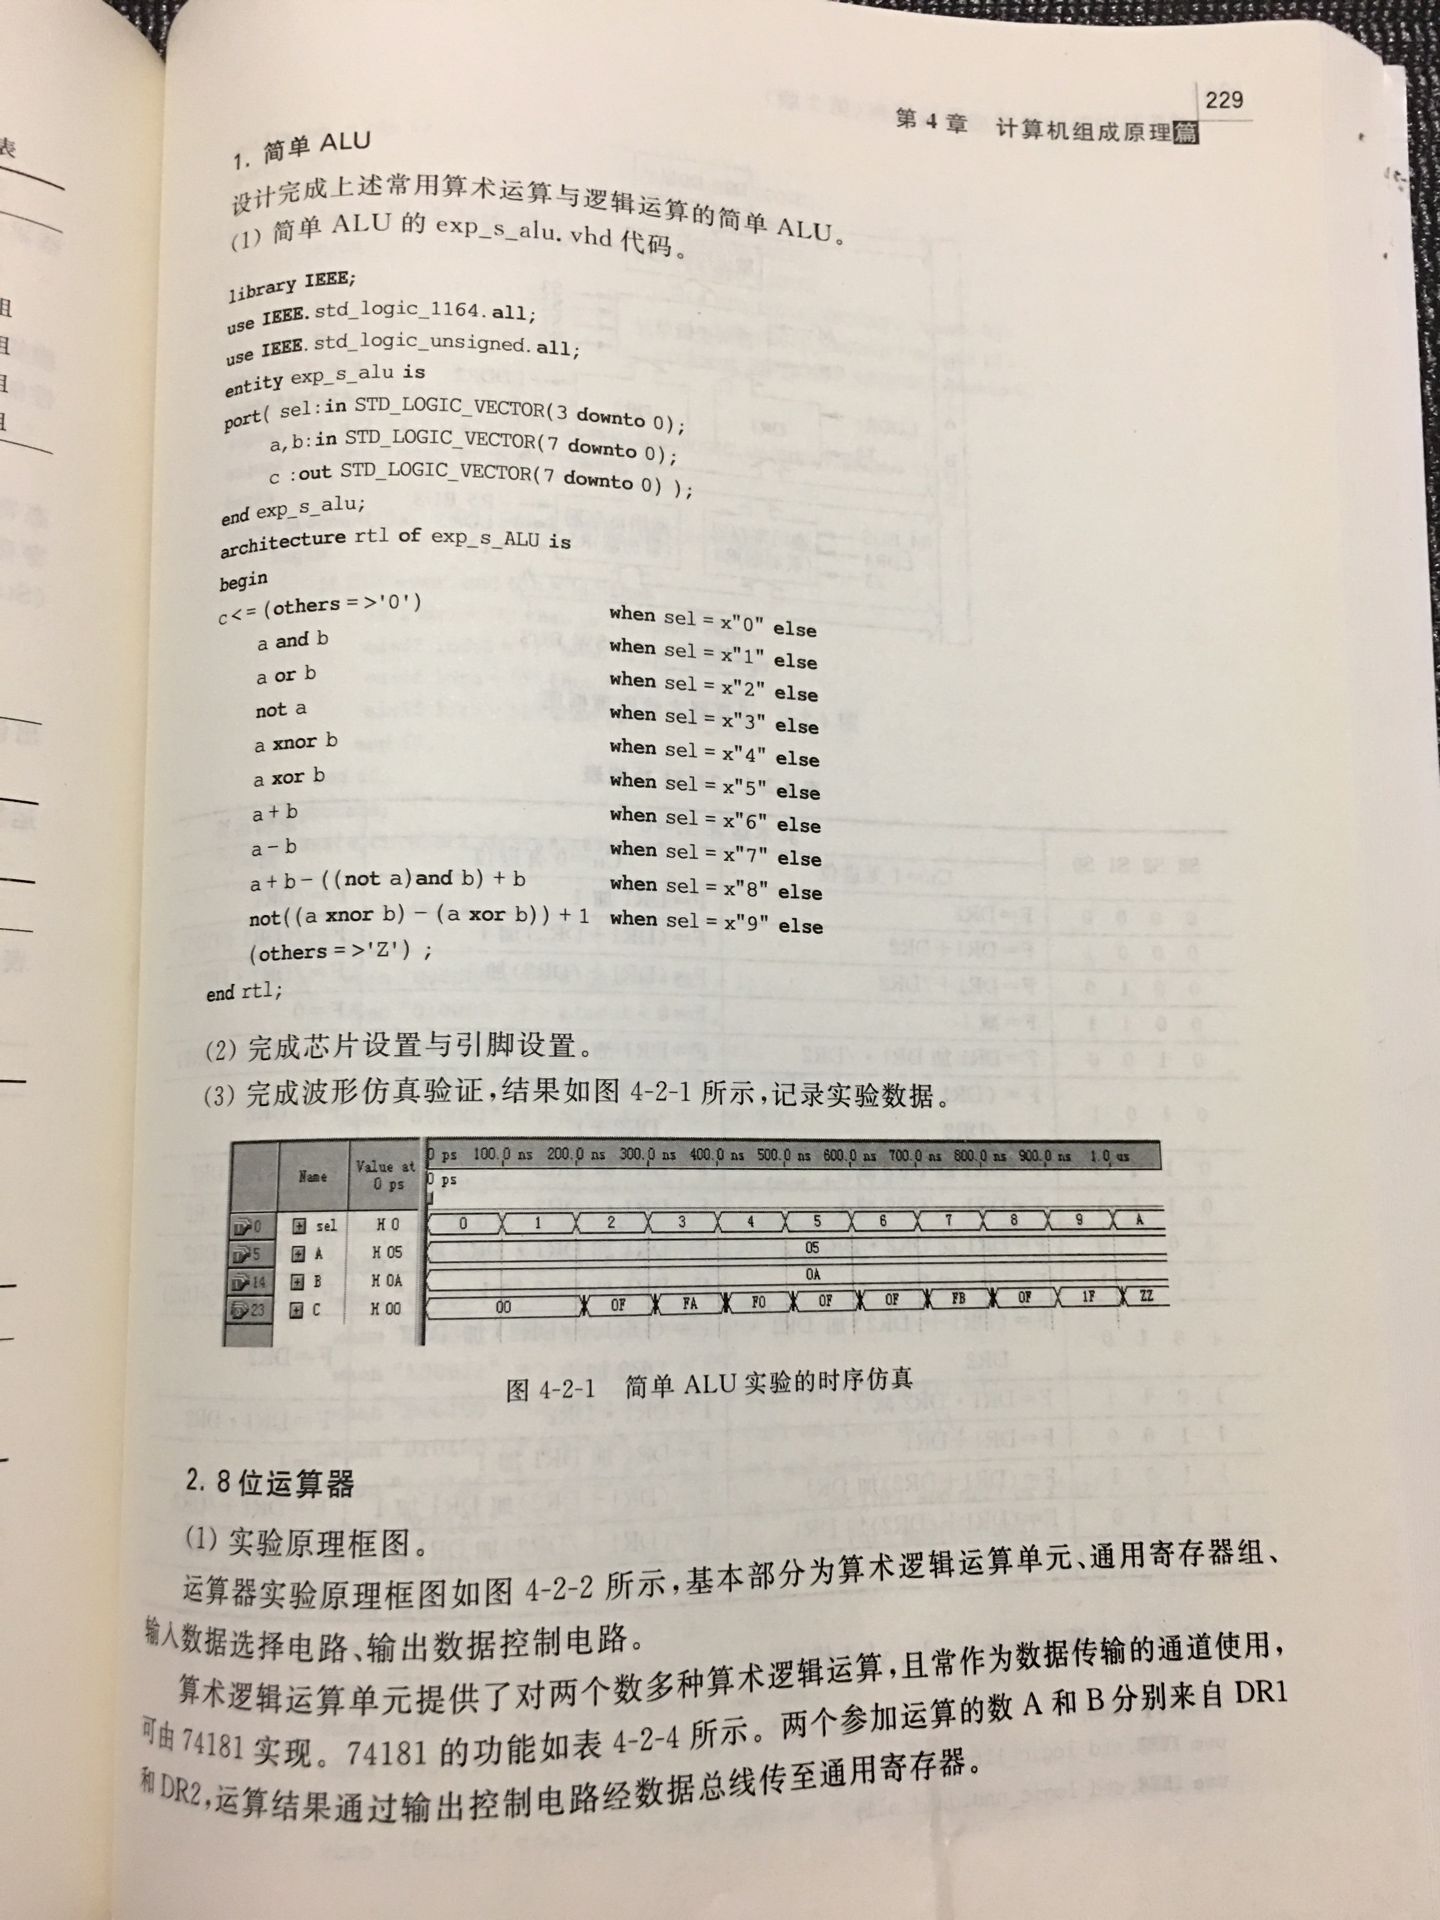 229
第 4 章 计算机组成原理篇
表
组
组
组
组
1. 简单 ALU
设计完成上述常用算术运算与逻辑运算的简单 ALU。
(1) 简单 ALU 的 exp_s_alu. vhd 代码。
library IEEE;
use IEEE. std_logic_1164. all;
use IEEE. std_logic_unsigned. all;
entity exp_s_alu is
port( sel:in STD_LOGIC_VECTOR(3 downto 0);
a,b:in STD_LOGIC_VECTOR(7 downto 0);
c :out STD_LOGIC_VECTOR(7 downto 0) );
end exp_s_alu;
architecture rtl of exp_s_ALU is
begin
c<= (others = >'0') when sel = x"0" else
a and b when sel = x"1" else
a or b when sel = x"2" else
not a when sel = x"3" else
a xnor b when sel = x"4" else
a xor b when sel = x"5" else
a + b when sel = x"6" else
a - b when sel = x"7" else
a + b - ((not a)and b) + b when sel = x"8" else
not((a xnor b) - (a xor b)) + 1 when sel = x"9" else
(others = >'Z') ;
end rtl;
(2) 完成芯片设置与引脚设置。
(3) 完成波形仿真验证,结果如图 4-2-1 所示,记录实验数据。
Name Value at 0 ps 0 ps 100.0 ns 200.0 ns 300.0 ns 400.0 ns 500.0 ns 600.0 ns 700.0 ns 800.0 ns 900.0 ns 1.0 us
0 ps
0 sel H 0 0 1 2 3 4 5 6 7 8 9 A
5 A H 05 05
14 B H 0A 0A
23 C H 00 00 0F FA F0 0F 0F FB 0F 1F ZZ
图 4-2-1 简单 ALU 实验的时序仿真
2. 8 位运算器
(1) 实验原理框图。
运算器实验原理框图如图 4-2-2 所示,基本部分为算术逻辑运算单元、通用寄存器组、
输入数据选择电路、输出数据控制电路。
算术逻辑运算单元提供了对两个数多种算术逻辑运算,且常作为数据传输的通道使用,
可由 74181 实现。74181 的功能如表 4-2-4 所示。两个参加运算的数 A 和 B 分别来自 DR1
和 DR2,运算结果通过输出控制电路经数据总线传至通用寄存器。